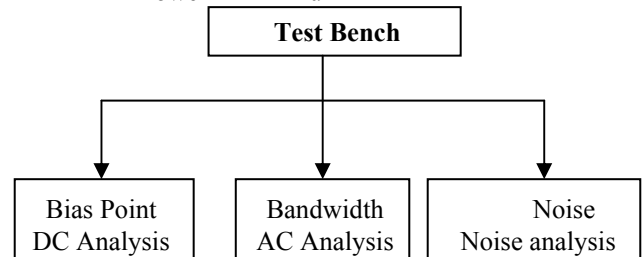 Test Bench
Bias Point
DC Analysis
Bandwidth
AC Analysis
Noise
Noise analysis